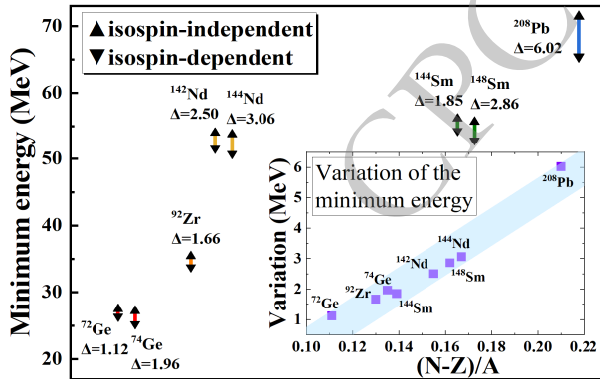 isospin-independent
isospin-dependent
Minimum energy (MeV)
70
60
50
40
30
20
²⁰⁸Pb
Δ=6.02
¹⁴⁴Sm
Δ=1.85
¹⁴⁸Sm
Δ=2.86
¹⁴²Nd
Δ=2.50
¹⁴⁴Nd
Δ=3.06
⁹²Zr
Δ=1.66
⁷²Ge
Δ=1.12
⁷⁴Ge
Δ=1.96
CPC
Variation of the
minimum energy
Variation (MeV)
6
5
4
3
2
1
²⁰⁸Pb
¹⁴⁴Nd
¹⁴²Nd
¹⁴⁸Sm
⁷⁴Ge
⁹²Zr
¹⁴⁴Sm
⁷²Ge
0.10
0.12
0.14
0.16
0.18
0.20
0.22
(N-Z)/A